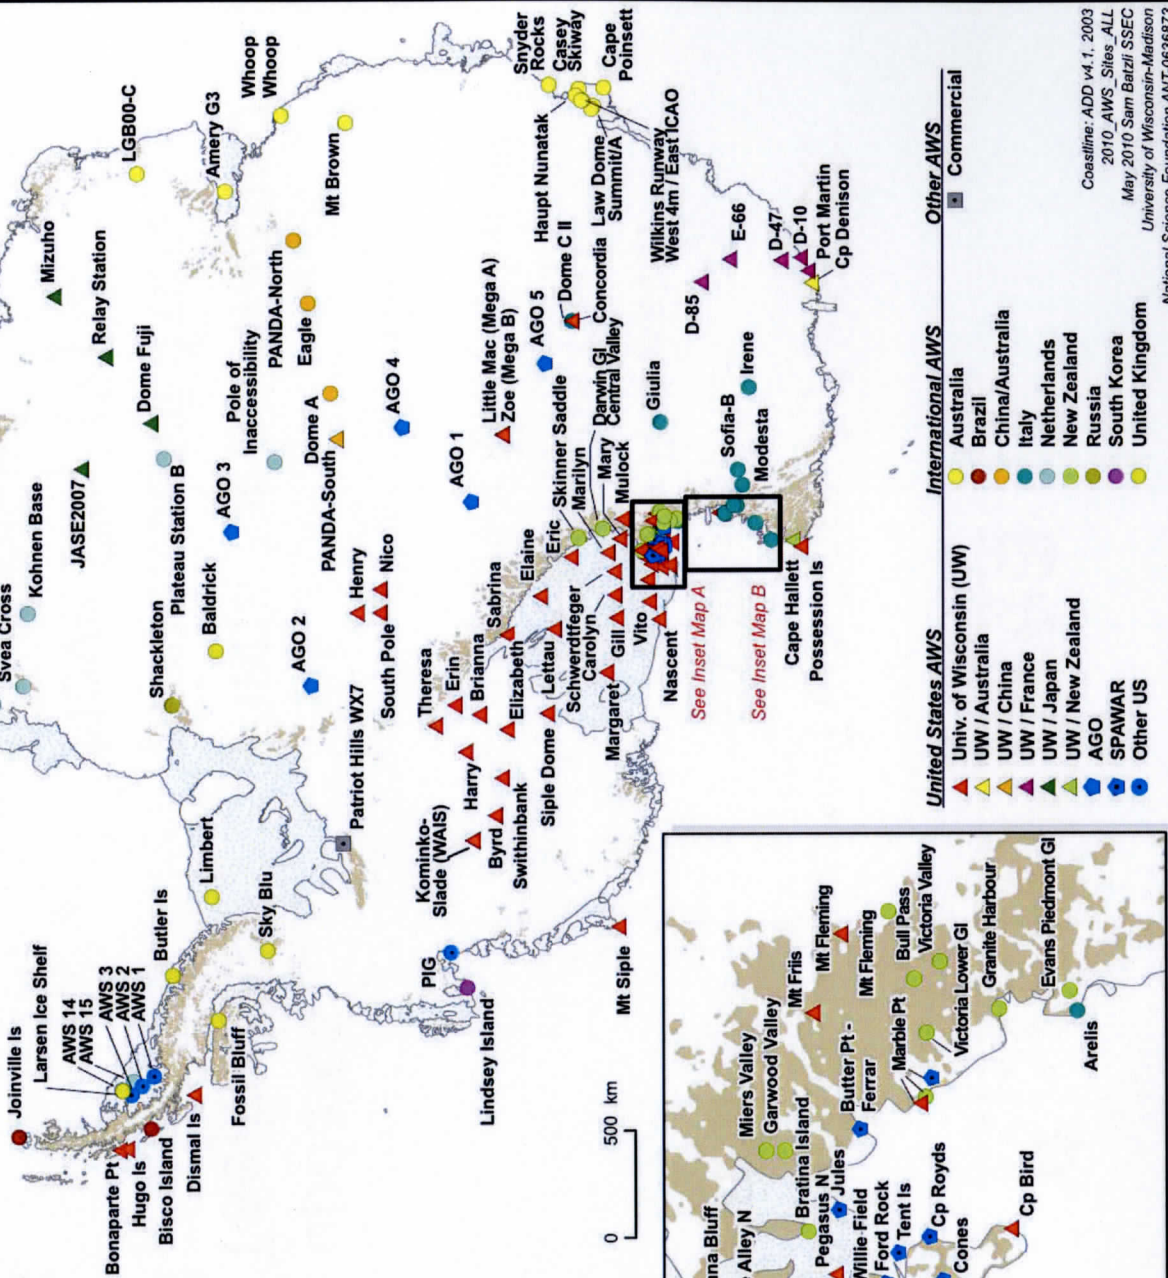 Svea Cross
Kohnen Base
Mizuho
LGB00-C
Whoop
Whoop
Amery G3
Mt Brown
Relay Station
JASE2007
Dome Fuji
Plateau Station B
Pole of
Inaccessibility
PANDA-North
Eagle
Dome A
PANDA-South
AGO 3
AGO 4
AGO 1
AGO 2
AGO 5
Baldrick
Shackleton
Henry
Nico
South Pole
Patriot Hills WX7
Little Mac (Mega A)
Zoe (Mega B)
Snyder
Rocks
Casey
Skiway
Cape
Poinsett
Haupt Nunatak
Law Dome
Summit/A
Wilkins Runway
West 4m / East ICAO
Dome C II
Concordia
D-85
E-66
D-47
D-10
Port Martin
Cp Denison
Joinville Is
Larsen Ice Shelf
AWS 14
AWS 15
AWS 3
AWS 2
AWS 1
Butler Is
Limbert
Sky Blu
Fossil Bluff
Bonaparte Pt
Hugo Is
Bisco Island
Dismal Is
PIG
Lindsey Island
Mt Siple
Kominko-
Slade (WAIS)
Theresa
Erin
Harry
Brianna
Byrd
Swithinbank
Elizabeth
Siple Dome
Sabrina
Lettau
Elaine
Eric
Skinner Saddle
Marilyn
Darwin Gl
Central Valley
Mary
Mulock
Schwerdtfeger
Carolyn
Gill
Margaret
Vito
Nascent
Giulia
Sofia-B
Irene
Modesta
Cape Hallett
Possession Is
See Inset Map A
See Inset Map B
0 500 km
United States AWS
Univ. of Wisconsin (UW)
UW / Australia
UW / China
UW / France
UW / Japan
UW / New Zealand
AGO
SPAWAR
Other US
International AWS
Australia
Brazil
China/Australia
Italy
Netherlands
New Zealand
Russia
South Korea
United Kingdom
Other AWS
Commercial
Coastline: ADD v4.1, 2003
2010_AWS_Sites_ALL
May 2010 Sam Batzli SSEC
University of Wisconsin-Madison
National Science Foundation ANT-0636873
Miers Valley
Garwood Valley
Bratina Island
Pegasus N
Jules
Willie-Field
Ford Rock
Tent Is
Cp Royds
Cones
Cp Bird
Butter Pt -
Ferrar
Mt Friis
Mt Fleming
Mt Fleming
Bull Pass
Victoria Valley
Marble Pt
Victoria Lower Gl
Granite Harbour
Evans Piedmont Gl
Arelis
Bluff
Alley N